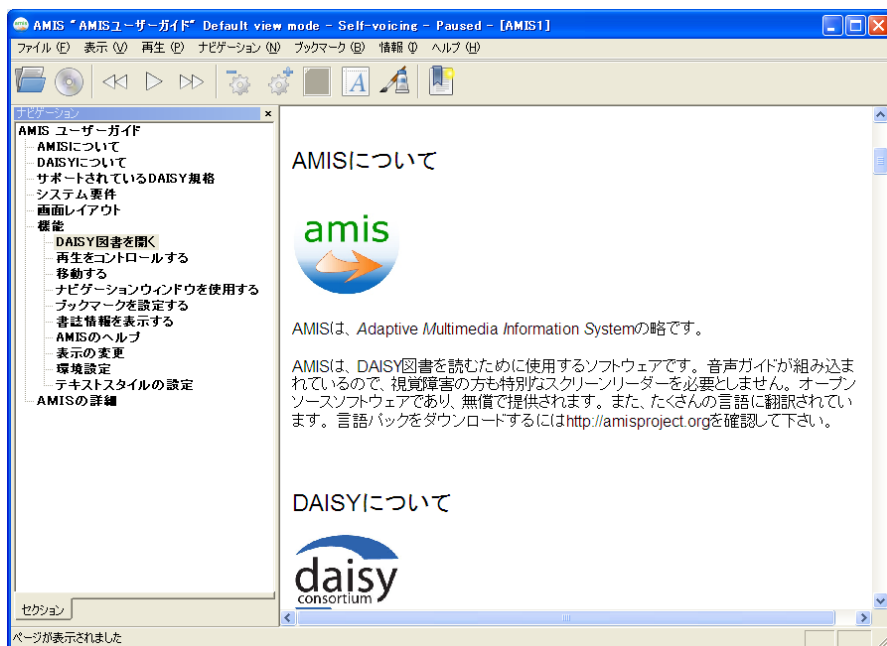 AMIS "AMISユーザーガイド" Default view mode - Self-voicing - Paused - [AMIS1]
ファイル (F) 表示 (V) 再生 (P) ナビゲーション (N) ブックマーク (B) 情報 (I) ヘルプ (H)
ナビゲーション
AMIS ユーザーガイド
AMISについて
DAISYについて
サポートされているDAISY規格
システム要件
画面レイアウト
機能
DAISY図書を開く
再生をコントロールする
移動する
ナビゲーションウィンドウを使用する
ブックマークを設定する
書誌情報を表示する
AMISのヘルプ
表示の変更
環境設定
テキストスタイルの設定
AMISの詳細
セクション
AMISについて
amis
AMISは、Adaptive Multimedia Information Systemの略です。
AMISは、DAISY図書を読むために使用するソフトウェアです。音声ガイドが組み込ま
れているので、視覚障害の方も特別なスクリーンリーダーを必要としません。オープン
ソースソフトウェアであり、無償で提供されます。また、たくさんの言語に翻訳されてい
ます。言語パックをダウンロードするにはhttp://amisproject.orgを確認して下さい。
DAISYについて
daisy
consortium
ページが表示されました